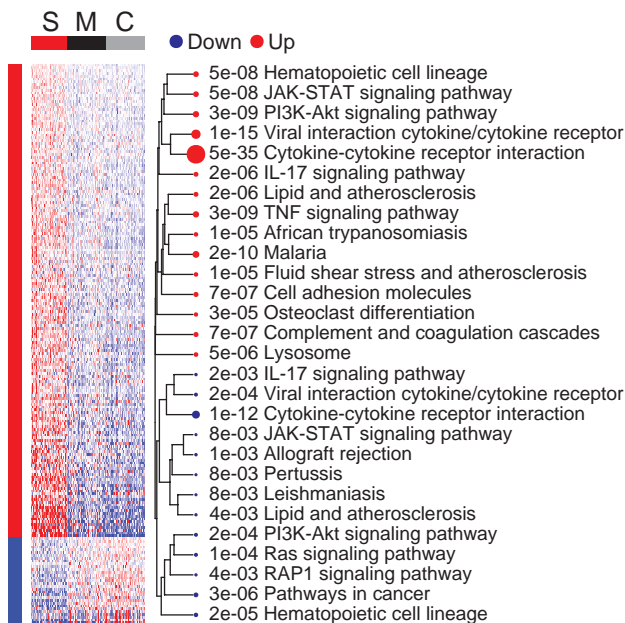 S M C
Down Up
5e-08 Hematopoietic cell lineage
5e-08 JAK-STAT signaling pathway
3e-09 PI3K-Akt signaling pathway
1e-15 Viral interaction cytokine/cytokine receptor
5e-35 Cytokine-cytokine receptor interaction
2e-06 IL-17 signaling pathway
2e-06 Lipid and atherosclerosis
3e-09 TNF signaling pathway
1e-05 African trypanosomiasis
2e-10 Malaria
1e-05 Fluid shear stress and atherosclerosis
7e-07 Cell adhesion molecules
3e-05 Osteoclast differentiation
7e-07 Complement and coagulation cascades
5e-06 Lysosome
2e-03 IL-17 signaling pathway
2e-04 Viral interaction cytokine/cytokine receptor
1e-12 Cytokine-cytokine receptor interaction
8e-03 JAK-STAT signaling pathway
1e-03 Allograft rejection
8e-03 Pertussis
8e-03 Leishmaniasis
4e-03 Lipid and atherosclerosis
2e-04 PI3K-Akt signaling pathway
1e-04 Ras signaling pathway
4e-03 RAP1 signaling pathway
3e-06 Pathways in cancer
2e-05 Hematopoietic cell lineage